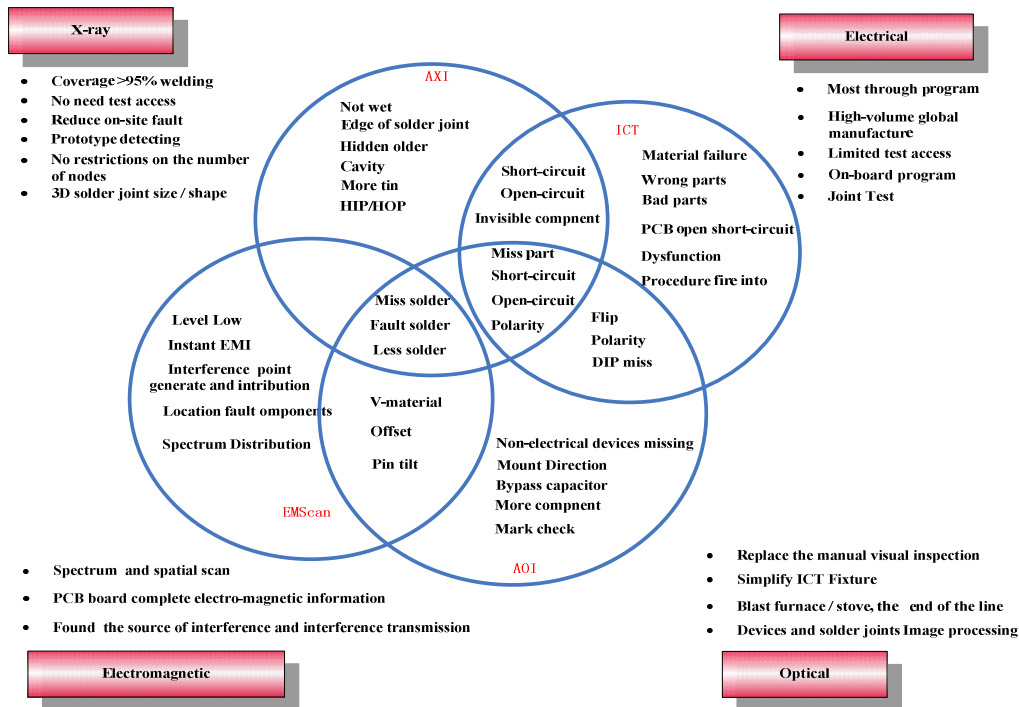 X-ray
Coverage >95% welding
No need test access
Reduce on-site fault
Prototype detecting
No restrictions on the number
of nodes
3D solder joint size / shape
Electrical
Most through program
High-volume global
manufacture
Limited test access
On-board program
Joint Test
AXI
Not wet
Edge of solder joint
Hidden older
Cavity
More tin
HIP/HOP
ICT
Material failure
Wrong parts
Bad parts
PCB open short-circuit
Dysfunction
Procedure fire into
Short-circuit
Open-circuit
Invisible compnent
Miss part
Short-circuit
Open-circuit
Polarity
Miss solder
Fault solder
Less solder
Flip
Polarity
DIP miss
Level Low
Instant EMI
Interference point
generate and intribution
Location fault omponents
Spectrum Distribution
EMScan
V-material
Offset
Pin tilt
Non-electrical devices missing
Mount Direction
Bypass capacitor
More compnent
Mark check
AOI
Spectrum and spatial scan
PCB board complete electro-magnetic information
Found the source of interference and interference transmission
Electromagnetic
Replace the manual visual inspection
Simplify ICT Fixture
Blast furnace / stove, the end of the line
Devices and solder joints Image processing
Optical